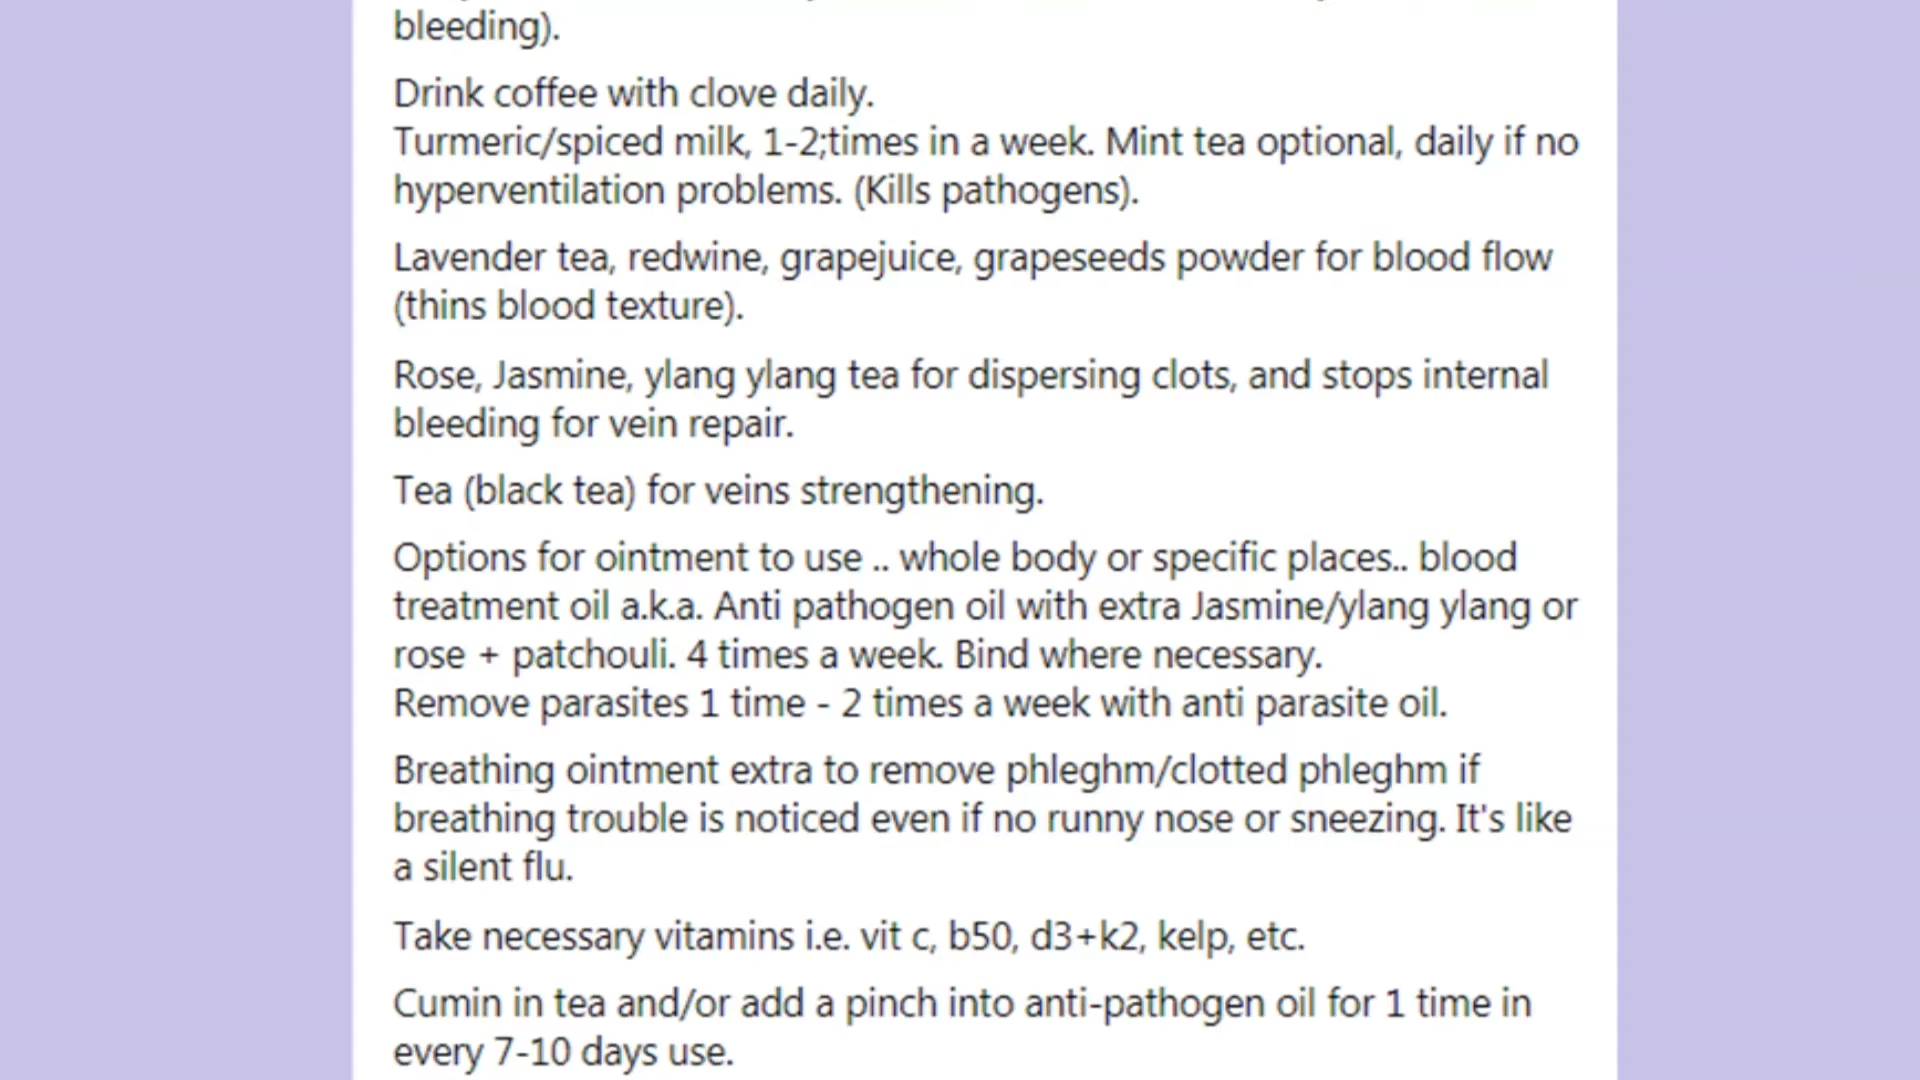 bleeding).
Drink coffee with clove daily.
Turmeric/spiced milk, 1-2;times in a week. Mint tea optional, daily if no
hyperventilation problems. (Kills pathogens).
Lavender tea, redwine, grapejuice, grapeseeds powder for blood flow
(thins blood texture).
Rose, Jasmine, ylang ylang tea for dispersing clots, and stops internal
bleeding for vein repair.
Tea (black tea) for veins strengthening.
Options for ointment to use .. whole body or specific places.. blood
treatment oil a.k.a. Anti pathogen oil with extra Jasmine/ylang ylang or
rose + patchouli. 4 times a week. Bind where necessary.
Remove parasites 1 time - 2 times a week with anti parasite oil.
Breathing ointment extra to remove phleghm/clotted phleghm if
breathing trouble is noticed even if no runny nose or sneezing. It's like
a silent flu.
Take necessary vitamins i.e. vit c, b50, d3+k2, kelp, etc.
Cumin in tea and/or add a pinch into anti-pathogen oil for 1 time in
every 7-10 days use.